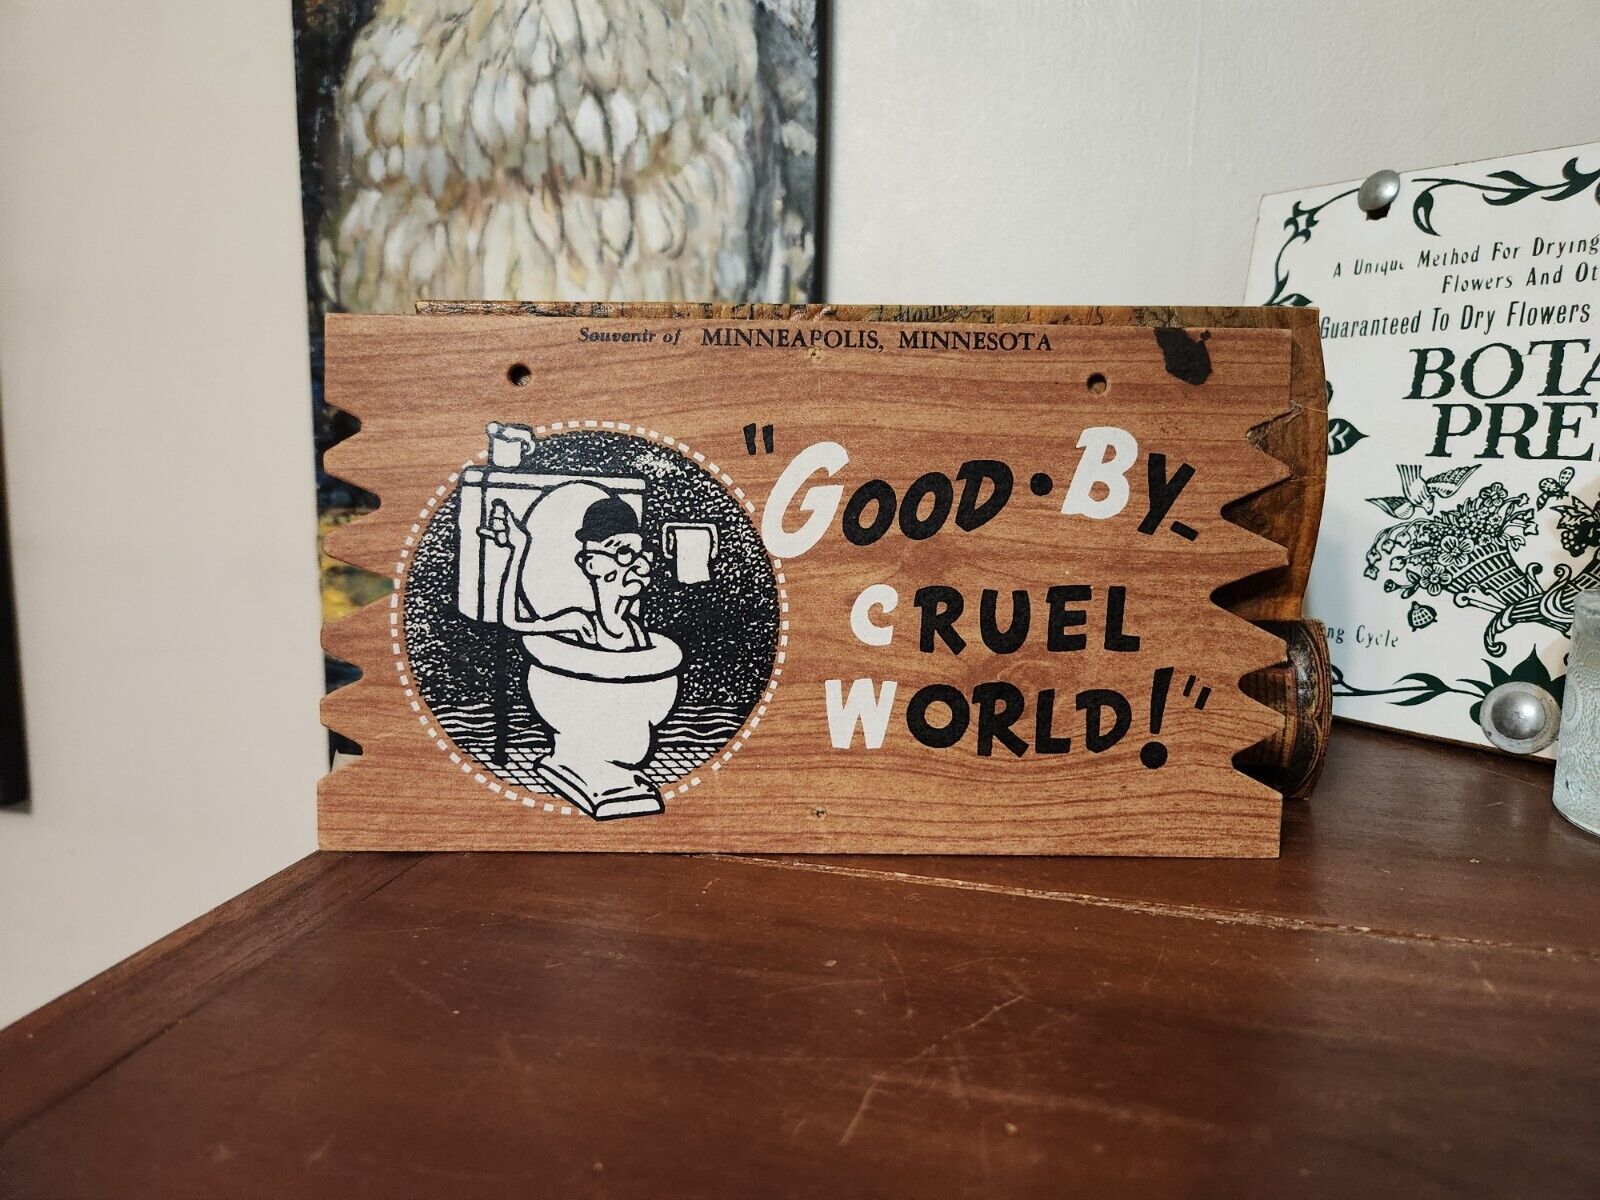 Souvenir of MINNEAPOLIS, MINNESOTA
"GOOD·BY
CRUEL
WORLD!"
A Unique Method For Drying
Flowers And
Guaranteed To Dry Flowers
BOTA
PRE
Cycle